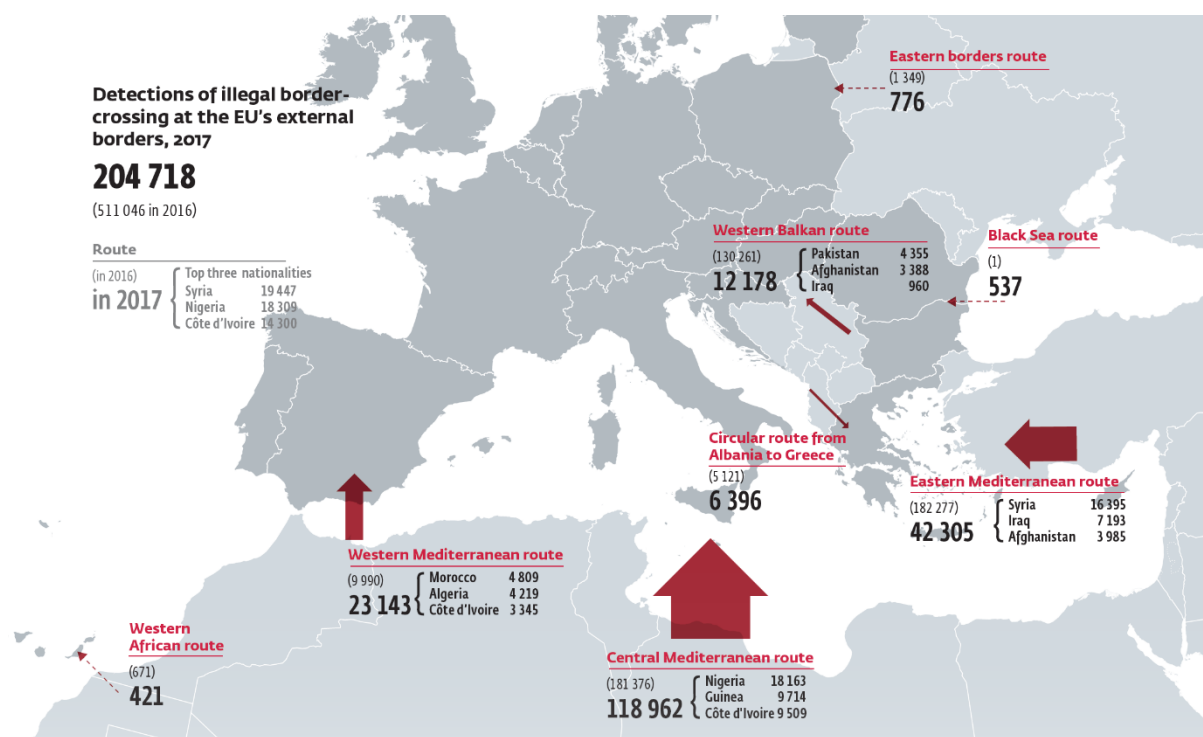 Detections of illegal border-
crossing at the EU's external
borders, 2017
204 718
(511 046 in 2016)
Route
(in 2016)
in 2017
Top three nationalities
Syria 19 447
Nigeria 18 309
Côte d'Ivoire 14 300
Eastern borders route
(1 349)
776
Black Sea route
(1)
537
Western Balkan route
(130 261)
12 178
Pakistan 4 355
Afghanistan 3 388
Iraq 960
Circular route from
Albania to Greece
(5 121)
6 396
Eastern Mediterranean route
(182 277)
42 305
Syria 16 395
Iraq 7 193
Afghanistan 3 985
Western Mediterranean route
(9 990)
23 143
Morocco 4 809
Algeria 4 219
Côte d'Ivoire 3 345
Western
African route
(671)
421
Central Mediterranean route
(181 376)
118 962
Nigeria 18 163
Guinea 9 714
Côte d'Ivoire 9 509